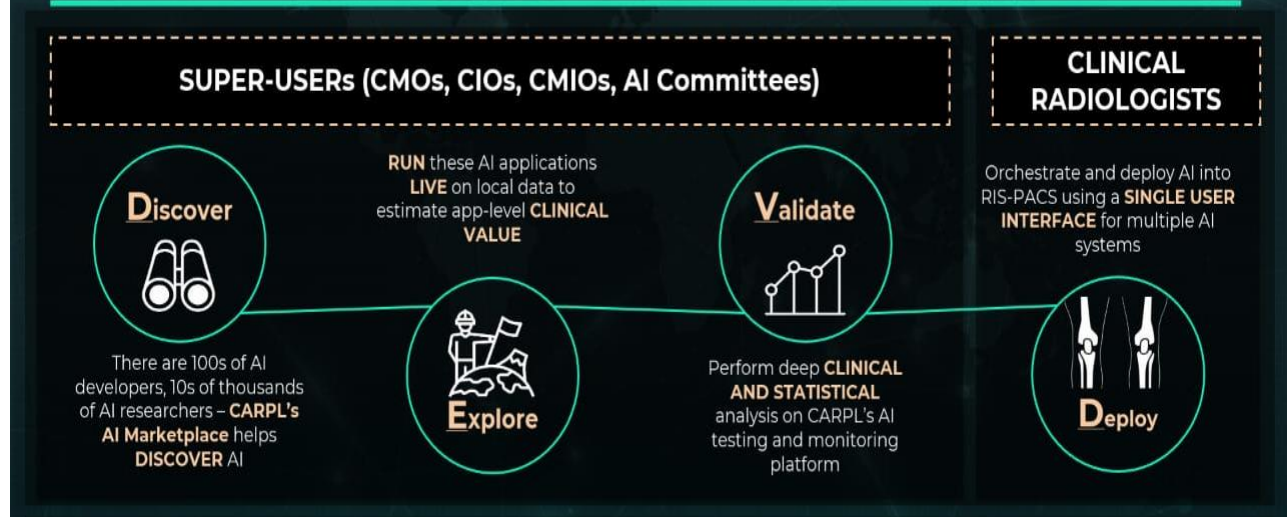 SUPER-USERs (CMOs, CIOs, CMIOs, AI Committees)
Discover
There are 100s of AI
developers, 10s of thousands
of AI researchers – CARPL’s
AI Marketplace helps
DISCOVER AI
RUN these AI applications
LIVE on local data to
estimate app-level CLINICAL
VALUE
Explore
Validate
Perform deep CLINICAL
AND STATISTICAL
analysis on CARPL’s AI
testing and monitoring
platform
CLINICAL
RADIOLOGISTS
Orchestrate and deploy AI into
RIS-PACS using a SINGLE USER
INTERFACE for multiple AI
systems
Deploy